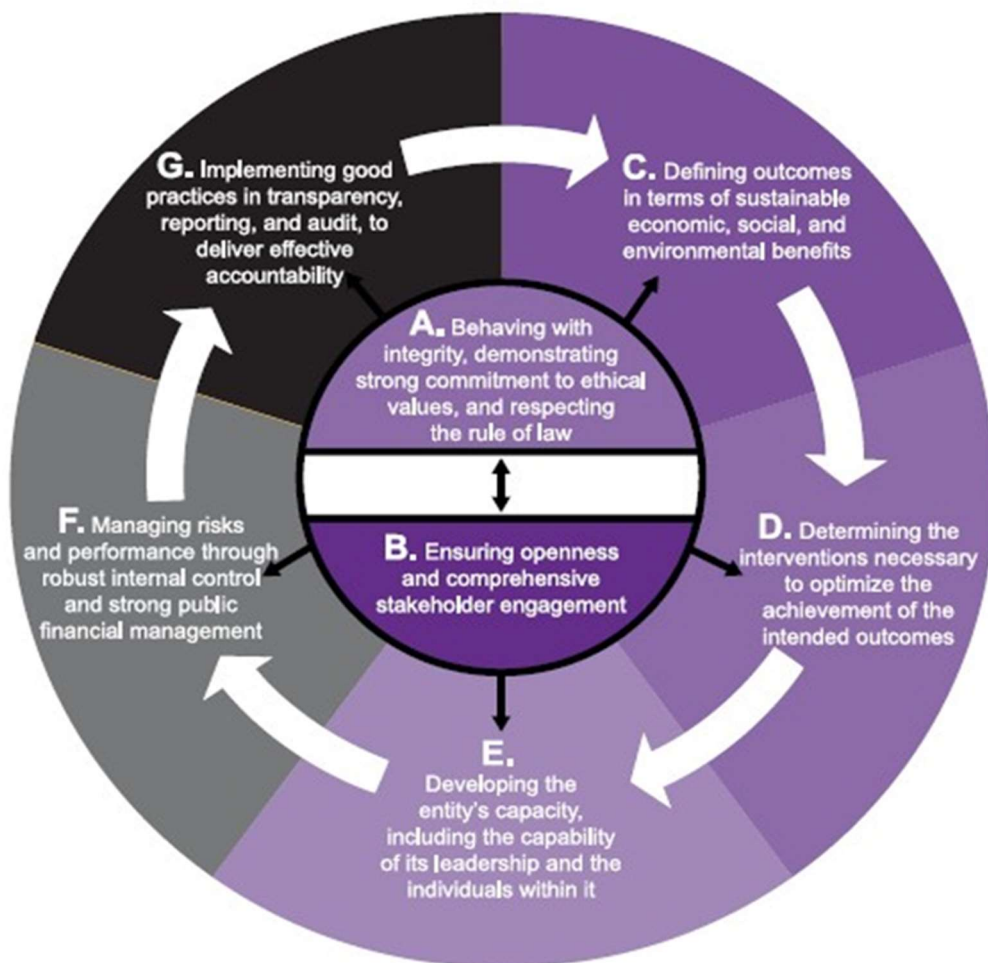 G. Implementing good
practices in transparency,
reporting, and audit, to
deliver effective
accountability
C. Defining outcomes
in terms of sustainable
economic, social, and
environmental benefits
A. Behaving with
integrity, demonstrating
strong commitment to ethical
values, and respecting
the rule of law
B. Ensuring openness
and comprehensive
stakeholder engagement
D. Determining the
interventions necessary
to optimize the
achievement of the
intended outcomes
E.
Developing the
entity's capacity,
including the capability
of its leadership and the
individuals within it
F. Managing risks
and performance through
robust internal control
and strong public
financial management